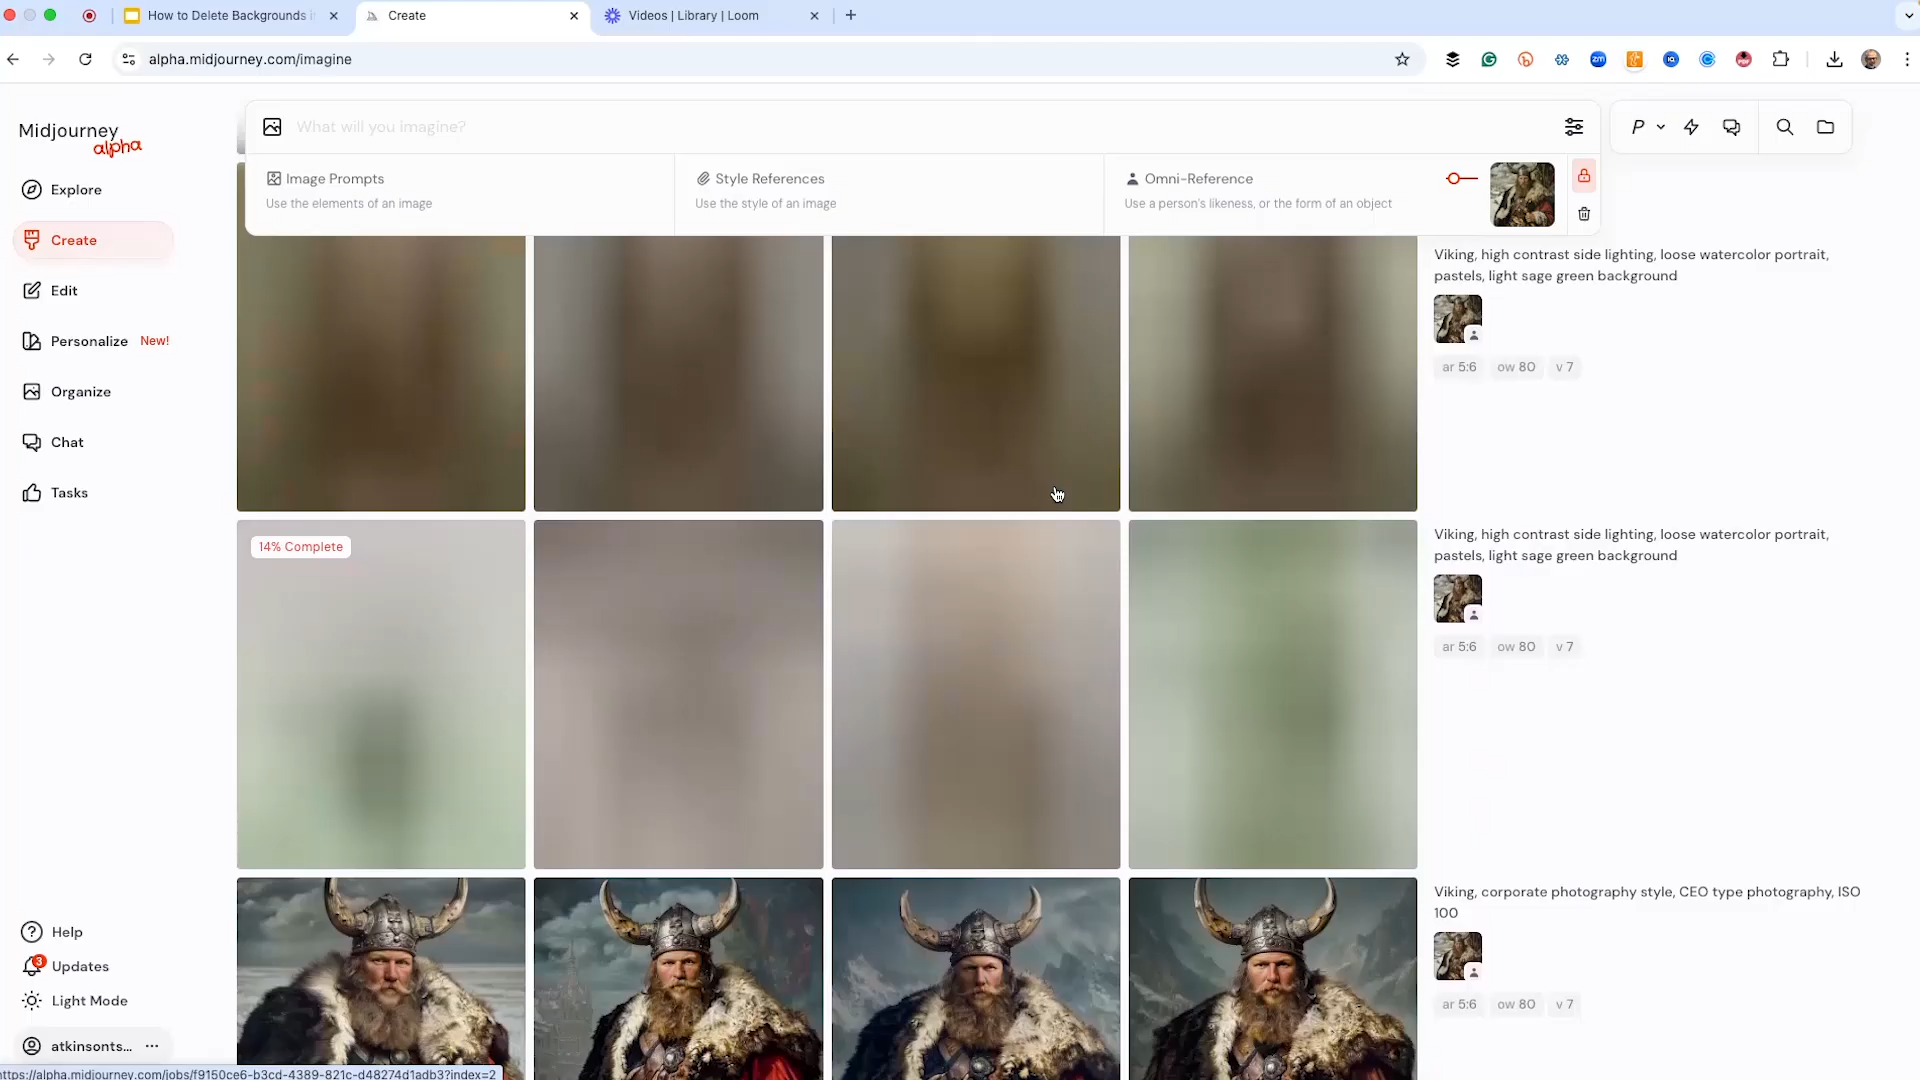 How to Delete Backgrounds i
Create
Videos | Library | Loom
alpha.midjourney.com/imagine
Midjourney
alpha
What will you imagine?
P
Image Prompts
Use the elements of an image
Style References
Use the style of an image
Omni-Reference
Use a person's likeness, or the form of an object
Explore
Create
Edit
Personalize New!
Organize
Chat
Tasks
Viking, high contrast side lighting, loose watercolor portrait,
pastels, light sage green background
ar 5:6 ow 80 v 7
14% Complete
Viking, high contrast side lighting, loose watercolor portrait,
pastels, light sage green background
ar 5:6 ow 80 v 7
Viking, corporate photography style, CEO type photography, ISO
100
ar 5:6 ow 80 v 7
Help
3
Updates
Light Mode
atkinsonts...
https://alpha.midjourney.com/jobs/f9150ce6-b3cd-4389-821c-d48274d1adb3?index=2